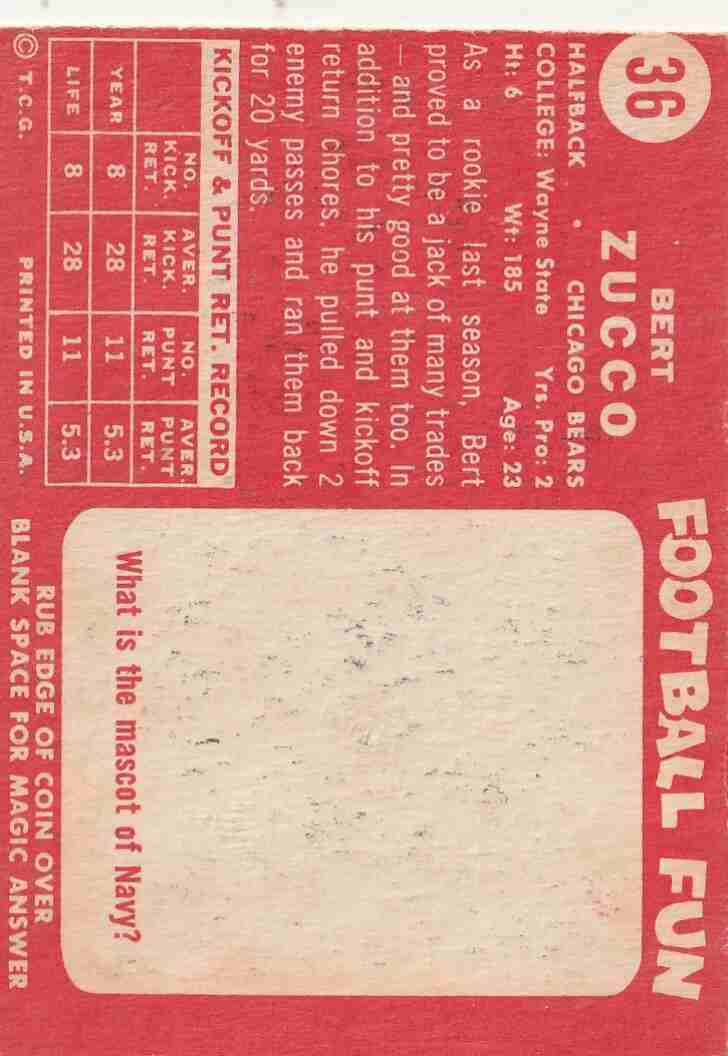 36
BERT
ZUCCO
HALFBACK • CHICAGO BEARS
COLLEGE: Wayne State Yrs. Pro: 2
Ht: 6 Wt: 185 Age: 23
As a rookie last season, Bert
proved to be a jack of many trades
— and pretty good at them too. In
addition to his punt and kickoff
return chores, he pulled down 2
enemy passes and ran them back
for 20 yards.
KICKOFF & PUNT RET. RECORD
NO. AVER. NO. AVER.
KICK. KICK. PUNT PUNT
RET. RET. RET. RET.
YEAR 8 28 11 5.3
LIFE 8 28 11 5.3
© T.C.G. PRINTED IN U.S.A.
FOOTBALL FUN
What is the mascot of Navy?
RUB EDGE OF COIN OVER
BLANK SPACE FOR MAGIC ANSWER